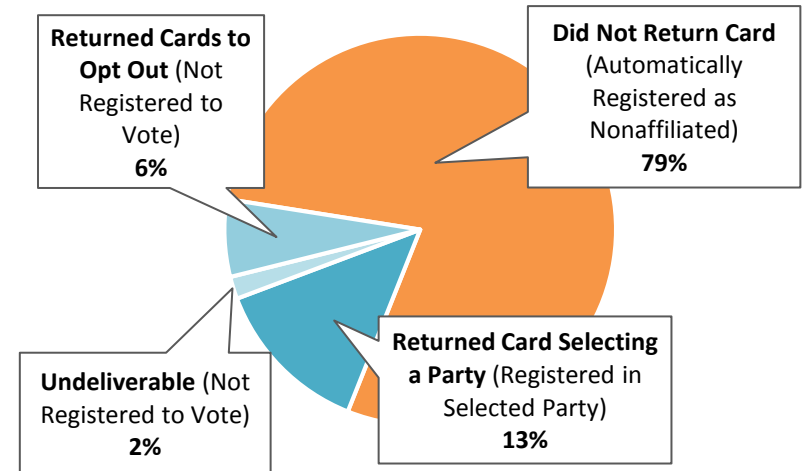 Returned Cards to
Opt Out (Not
Registered to
Vote)
6%
Did Not Return Card
(Automatically
Registered as
Nonaffiliated)
79%
Undeliverable (Not
Registered to Vote)
2%
Returned Card Selecting
a Party (Registered in
Selected Party)
13%